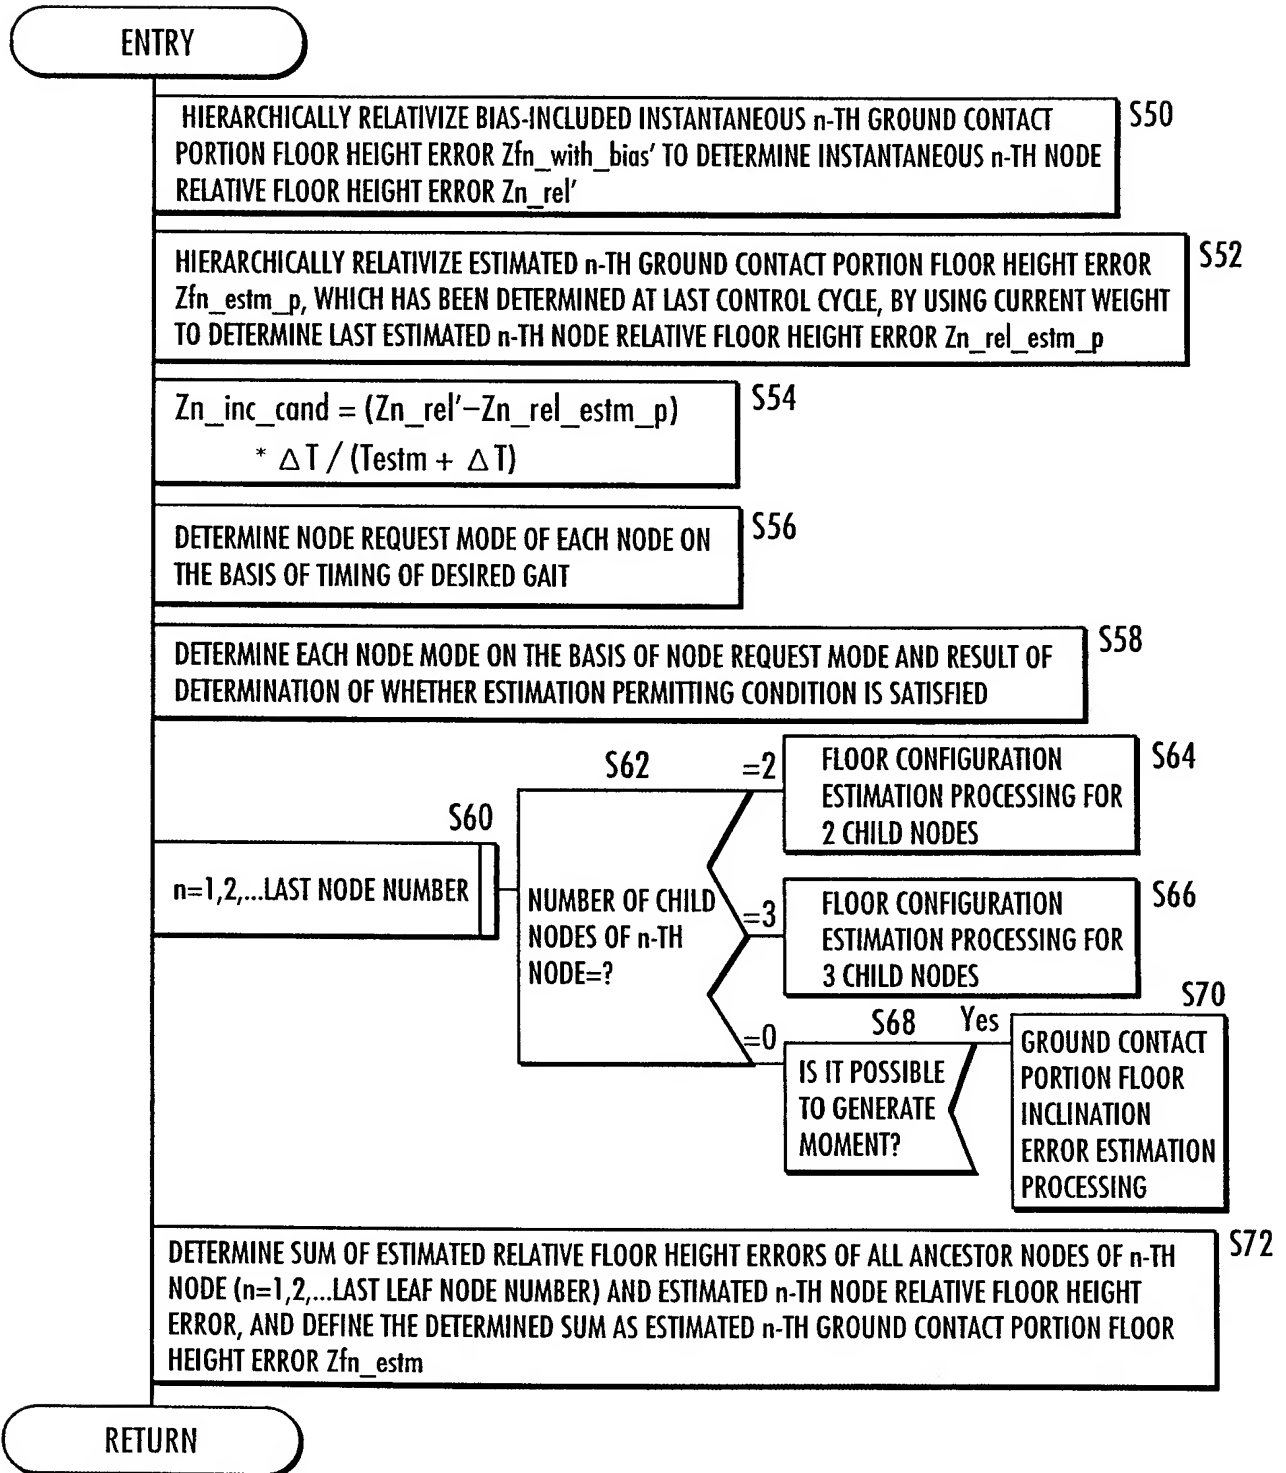 ENTRY
HIERARCHICALLY RELATIVIZE BIAS-INCLUDED INSTANTANEOUS n-TH GROUND CONTACT
PORTION FLOOR HEIGHT ERROR Zfn_with_bias' TO DETERMINE INSTANTANEOUS n-TH NODE
RELATIVE FLOOR HEIGHT ERROR Zn_rel'
S50
HIERARCHICALLY RELATIVIZE ESTIMATED n-TH GROUND CONTACT PORTION FLOOR HEIGHT ERROR
Zfn_estm_p, WHICH HAS BEEN DETERMINED AT LAST CONTROL CYCLE, BY USING CURRENT WEIGHT
TO DETERMINE LAST ESTIMATED n-TH NODE RELATIVE FLOOR HEIGHT ERROR Zn_rel_estm_p
S52
Zn_inc_cand = (Zn_rel'−Zn_rel_estm_p)
* △T / (Testm + △T)
S54
DETERMINE NODE REQUEST MODE OF EACH NODE ON
THE BASIS OF TIMING OF DESIRED GAIT
S56
DETERMINE EACH NODE MODE ON THE BASIS OF NODE REQUEST MODE AND RESULT OF
DETERMINATION OF WHETHER ESTIMATION PERMITTING CONDITION IS SATISFIED
S58
S60
n=1,2,...LAST NODE NUMBER
S62
NUMBER OF CHILD
NODES OF n-TH
NODE=?
=2
FLOOR CONFIGURATION
ESTIMATION PROCESSING FOR
2 CHILD NODES
S64
=3
FLOOR CONFIGURATION
ESTIMATION PROCESSING FOR
3 CHILD NODES
S66
=0
S68
IS IT POSSIBLE
TO GENERATE
MOMENT?
Yes
S70
GROUND CONTACT
PORTION FLOOR
INCLINATION
ERROR ESTIMATION
PROCESSING
DETERMINE SUM OF ESTIMATED RELATIVE FLOOR HEIGHT ERRORS OF ALL ANCESTOR NODES OF n-TH
NODE (n=1,2,...LAST LEAF NODE NUMBER) AND ESTIMATED n-TH NODE RELATIVE FLOOR HEIGHT
ERROR, AND DEFINE THE DETERMINED SUM AS ESTIMATED n-TH GROUND CONTACT PORTION FLOOR
HEIGHT ERROR Zfn_estm
S72
RETURN